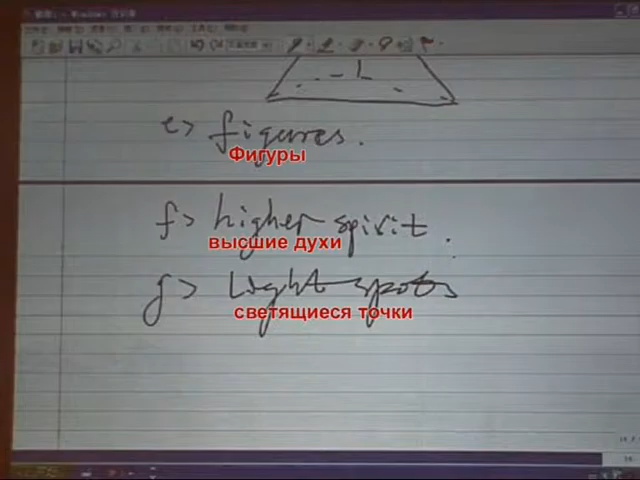 e> figures.
Фигуры
f> higher spirit.
высшие духи
g> Light spots
светящиеся точки